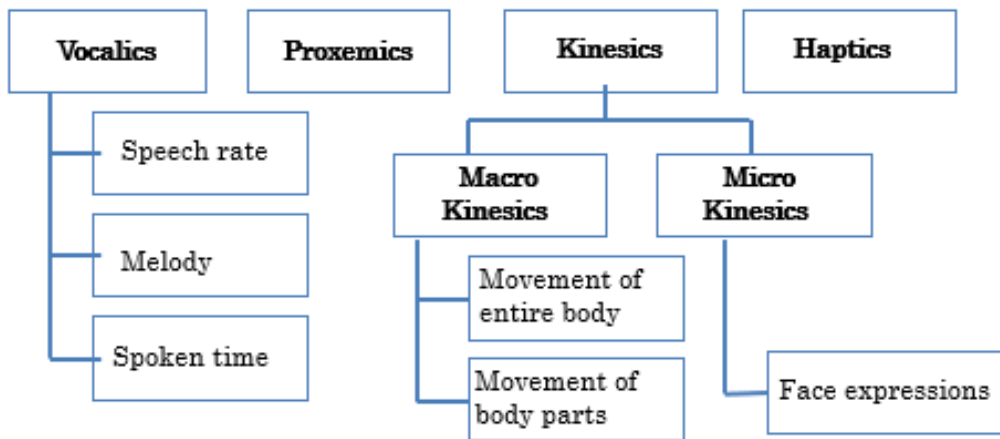 Vocalics
Proxemics
Kinesics
Haptics
Speech rate
Melody
Spoken time
Macro
Kinesics
Micro
Kinesics
Movement of
entire body
Movement of
body parts
Face expressions